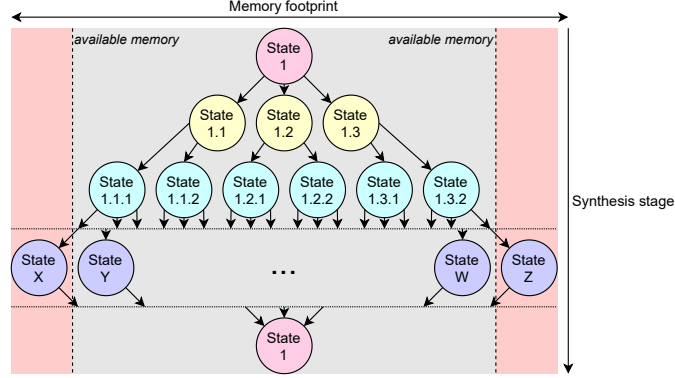 Memory footprint
available memory
available memory
State
1
State
1.1
State
1.2
State
1.3
State
1.1.1
State
1.1.2
State
1.2.1
State
1.2.2
State
1.3.1
State
1.3.2
Synthesis stage
State
X
State
Y
...
State
W
State
Z
State
1